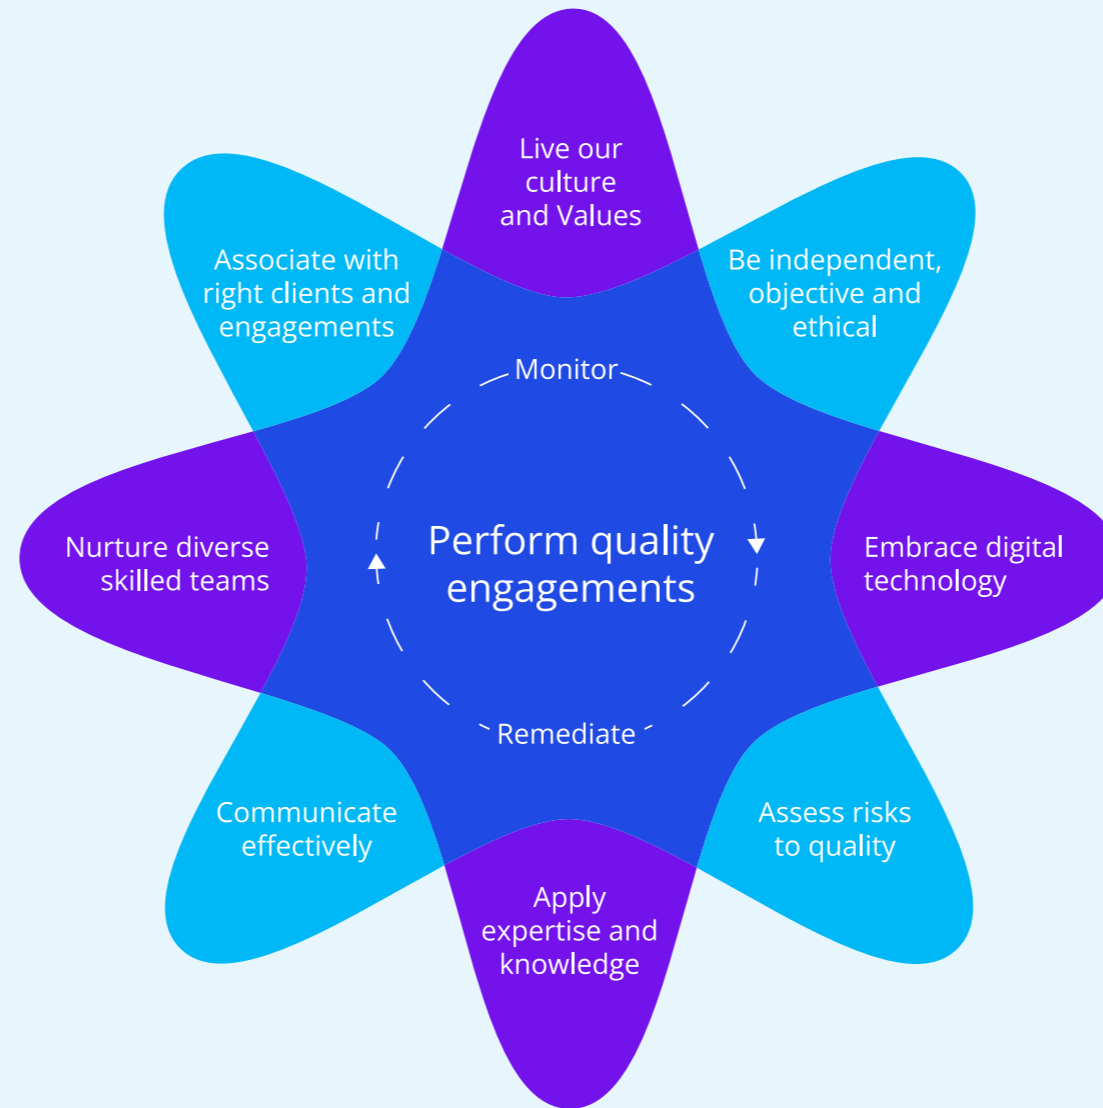 Live our
culture
and Values
Associate with
right clients and
engagements
Be independent,
objective and
ethical
Monitor
Nurture diverse
skilled teams
Perform quality
engagements
Embrace digital
technology
Remediate
Communicate
effectively
Assess risks
to quality
Apply
expertise and
knowledge